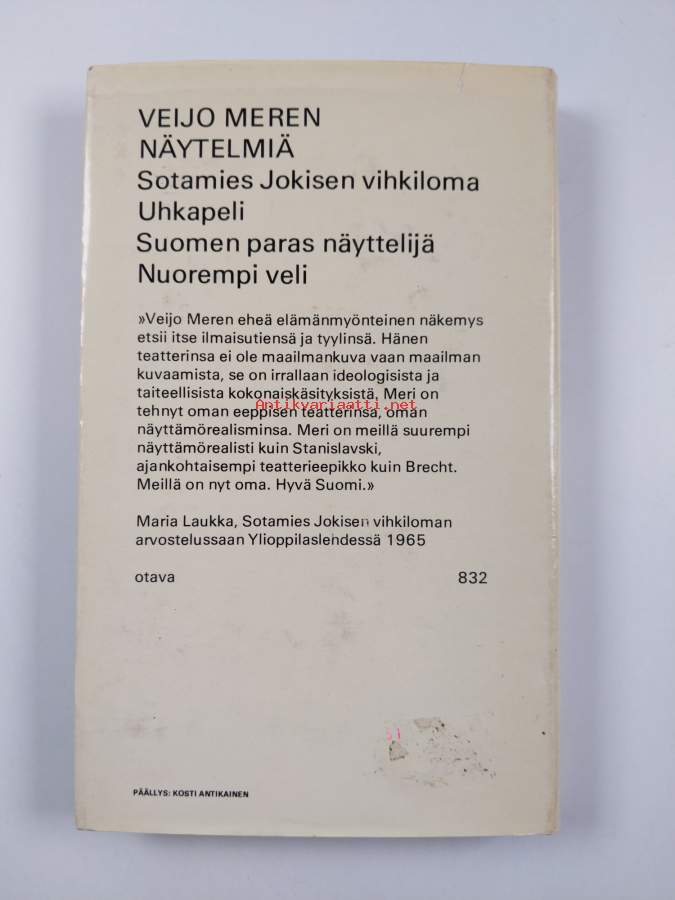 VEIJO MEREN
NÄYTELMIÄ
Sotamies Jokisen vihkiloma
Uhkapeli
Suomen paras näyttelijä
Nuorempi veli
»Veijo Meren eheä elämänmyönteinen näkemys
etsii itse ilmaisutiensä ja tyylinsä. Hänen
teatterinsa ei ole maailmankuva vaan maailman
kuvaamista, se on irrallaan ideologisista ja
taiteellisista kokonaiskäsityksistä. Meri on
Antikvariaatti.net
tehnyt oman eeppisen teatterinsa, oman
näyttämörealisminsa. Meri on meillä suurempi
näyttämörealisti kuin Stanislavski,
ajankohtaisempi teatterieepikko kuin Brecht.
Meillä on nyt oma. Hyvä Suomi.»
Maria Laukka, Sotamies Jokisen vihkiloman
arvostelussaan Ylioppilaslehdessä 1965
otava 832
PÄÄLLYS: KOSTI ANTIKAINEN